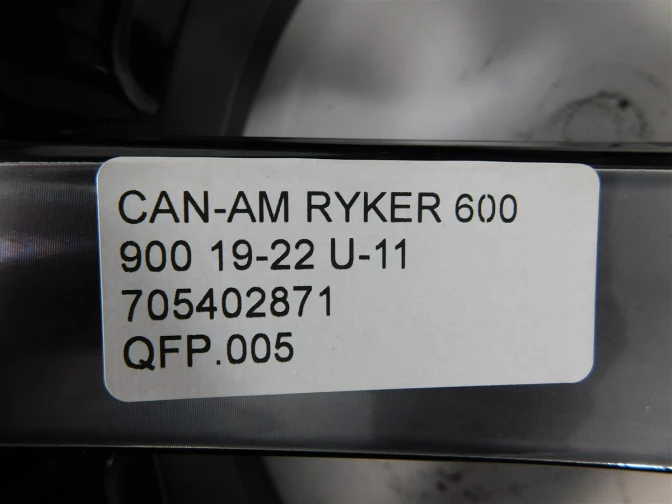 CAN-AM RYKER 600
900 19-22 U-11
705402871
QFP.005